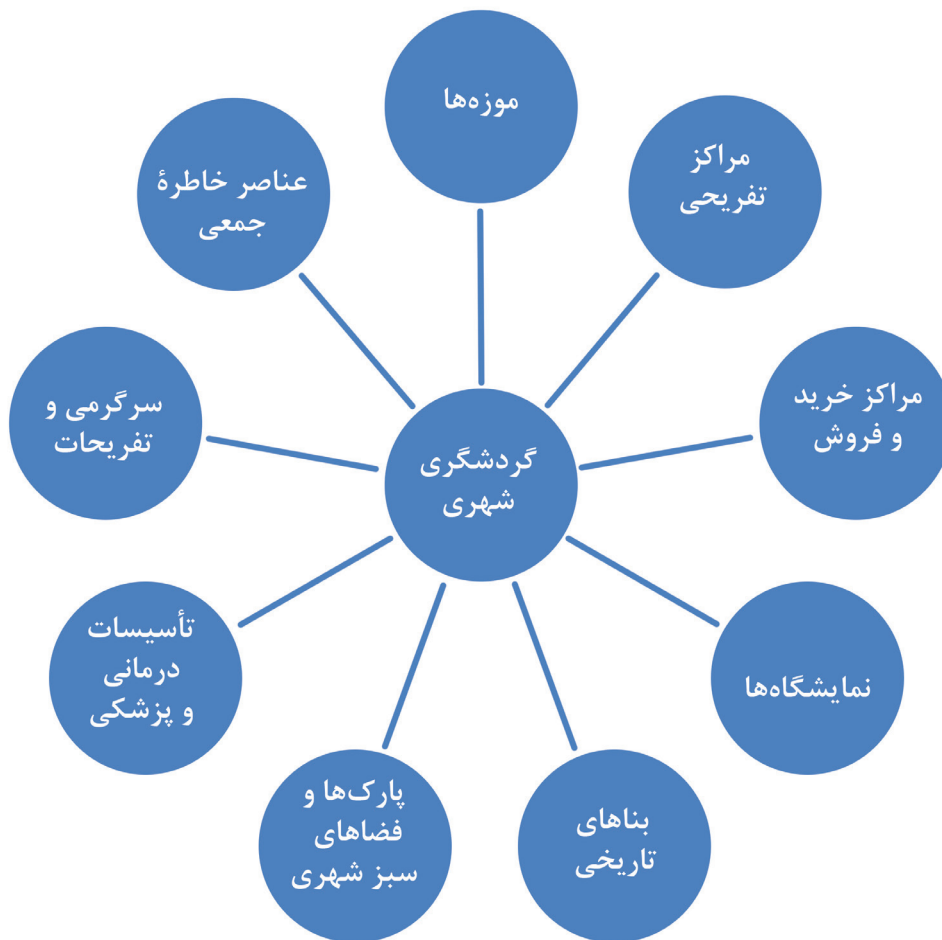 موزه‌ها
مراکز
تفریحی
مراکز خرید
و فروش
نمایشگاه‌ها
بناهای
تاریخی
پارک‌ها و
فضاهای
سبز شهری
تأسیسات
درمانی
و پزشکی
سرگرمی و
تفریحات
عناصر خاطرهٔ
جمعی
گردشگری
شهری